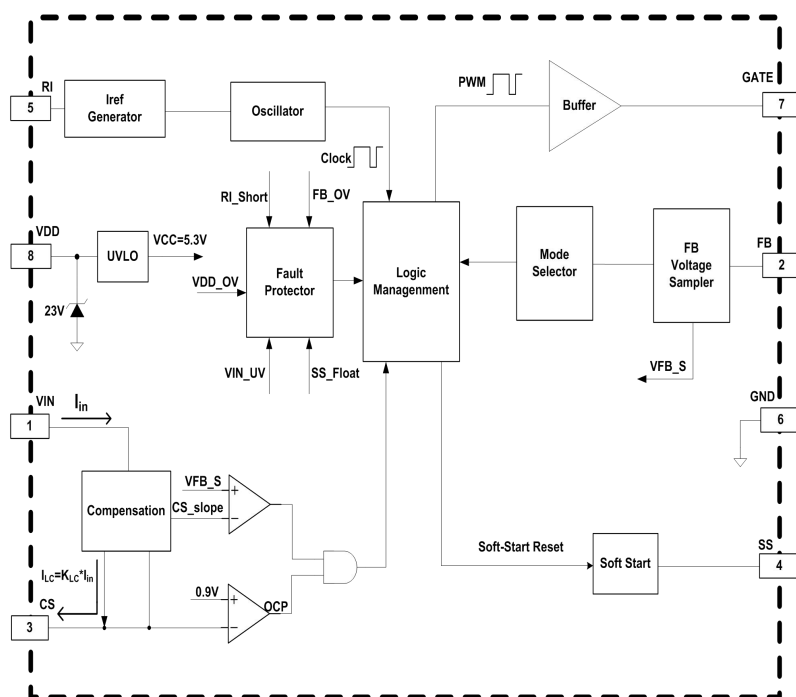 RI
5
Iref
Generator
Oscillator
PWM
Buffer
GATE
7
Clock
RI_Short
FB_OV
VDD
8
UVLO
VCC=5.3V
23V
VDD_OV
Fault
Protector
Logic
Managenment
Mode
Selector
FB
Voltage
Sampler
FB
2
VIN_UV
SS_Float
VFB_S
VIN
1
Iin
GND
6
Compensation
VFB_S
+
CS_slope
−
ILC=KLC*Iin
CS
3
0.9V
+
−
OCP
Soft-Start Reset
Soft Start
SS
4